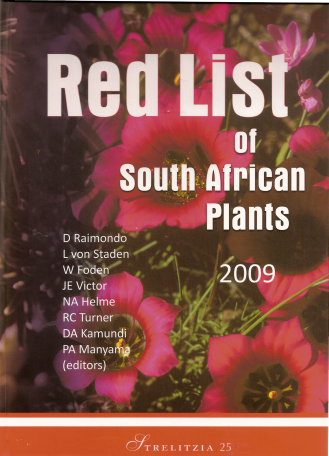 Red List
of
South African
Plants
2009
D Raimondo
L von Staden
W Foden
JE Victor
NA Helme
RC Turner
DA Kamundi
PA Manyama
(editors)
STRELITZIA 25